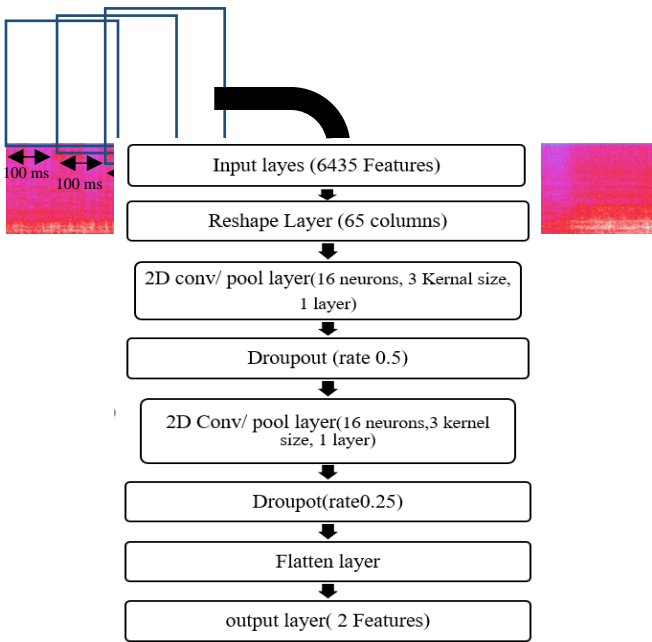 100 ms
100 ms
Input layes (6435 Features)
Reshape Layer (65 columns)
2D conv/ pool layer(16 neurons, 3 Kernal size,
1 layer)
Droupout (rate 0.5)
)
2D Conv/ pool layer(16 neurons,3 kernel
size, 1 layer)
Droupot(rate0.25)
Flatten layer
output layer( 2 Features)